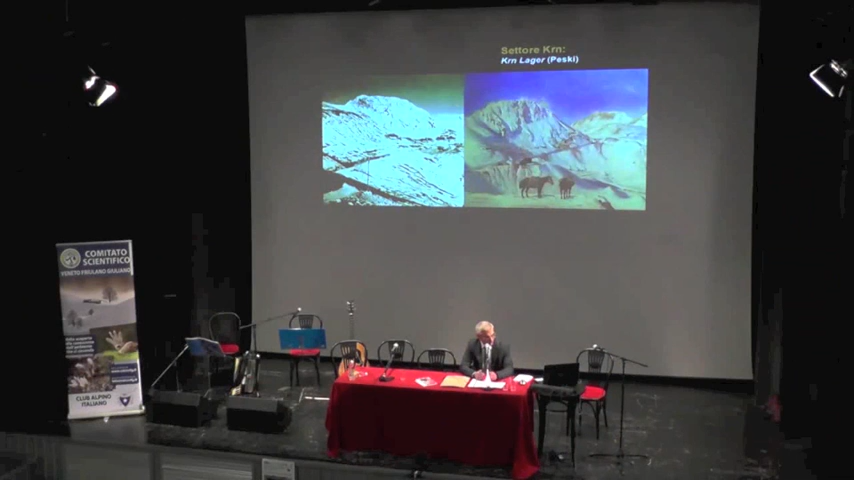 Settore Krn:
Krn Lager (Peski)
COMITATO
SCIENTIFICO
VENETO FRIULANO GIULIANO
CLUB ALPINO
ITALIANO